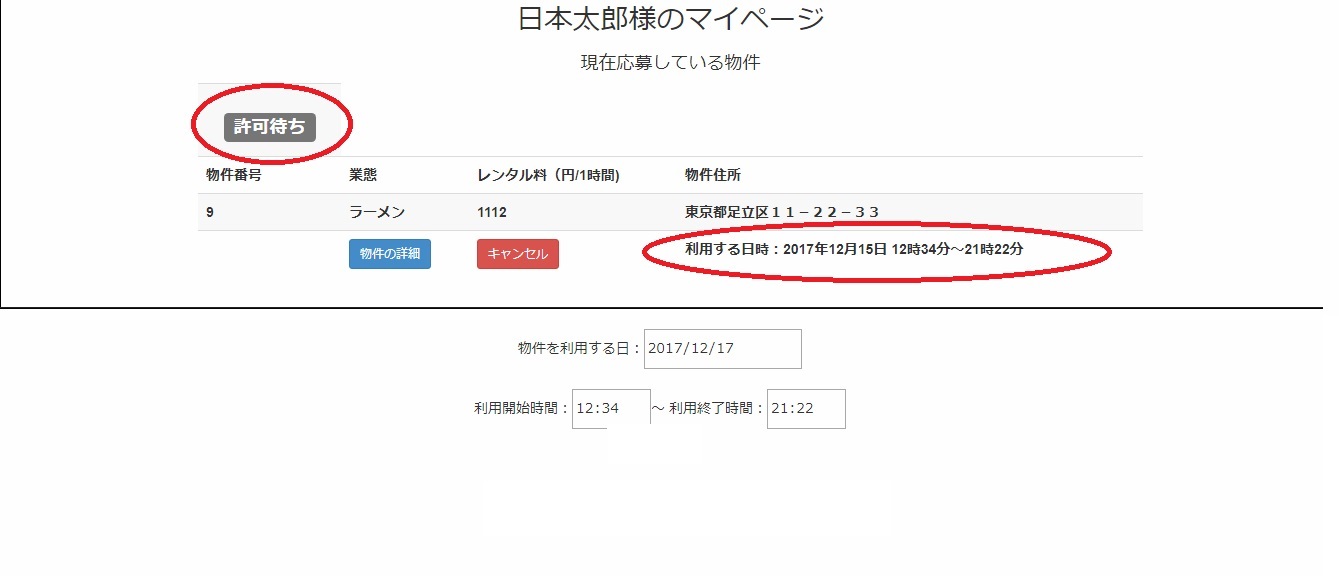 日本太郎様のマイページ
現在応募している物件
許可待ち
物件番号 業態 レンタル料（円/1時間) 物件住所
9 ラーメン 1112 東京都足立区１１－２２－３３
物件の詳細 キャンセル 利用する日時：2017年12月15日 12時34分～21時22分
物件を利用する日： 2017/12/17
利用開始時間： 12:34 ～ 利用終了時間： 21:22